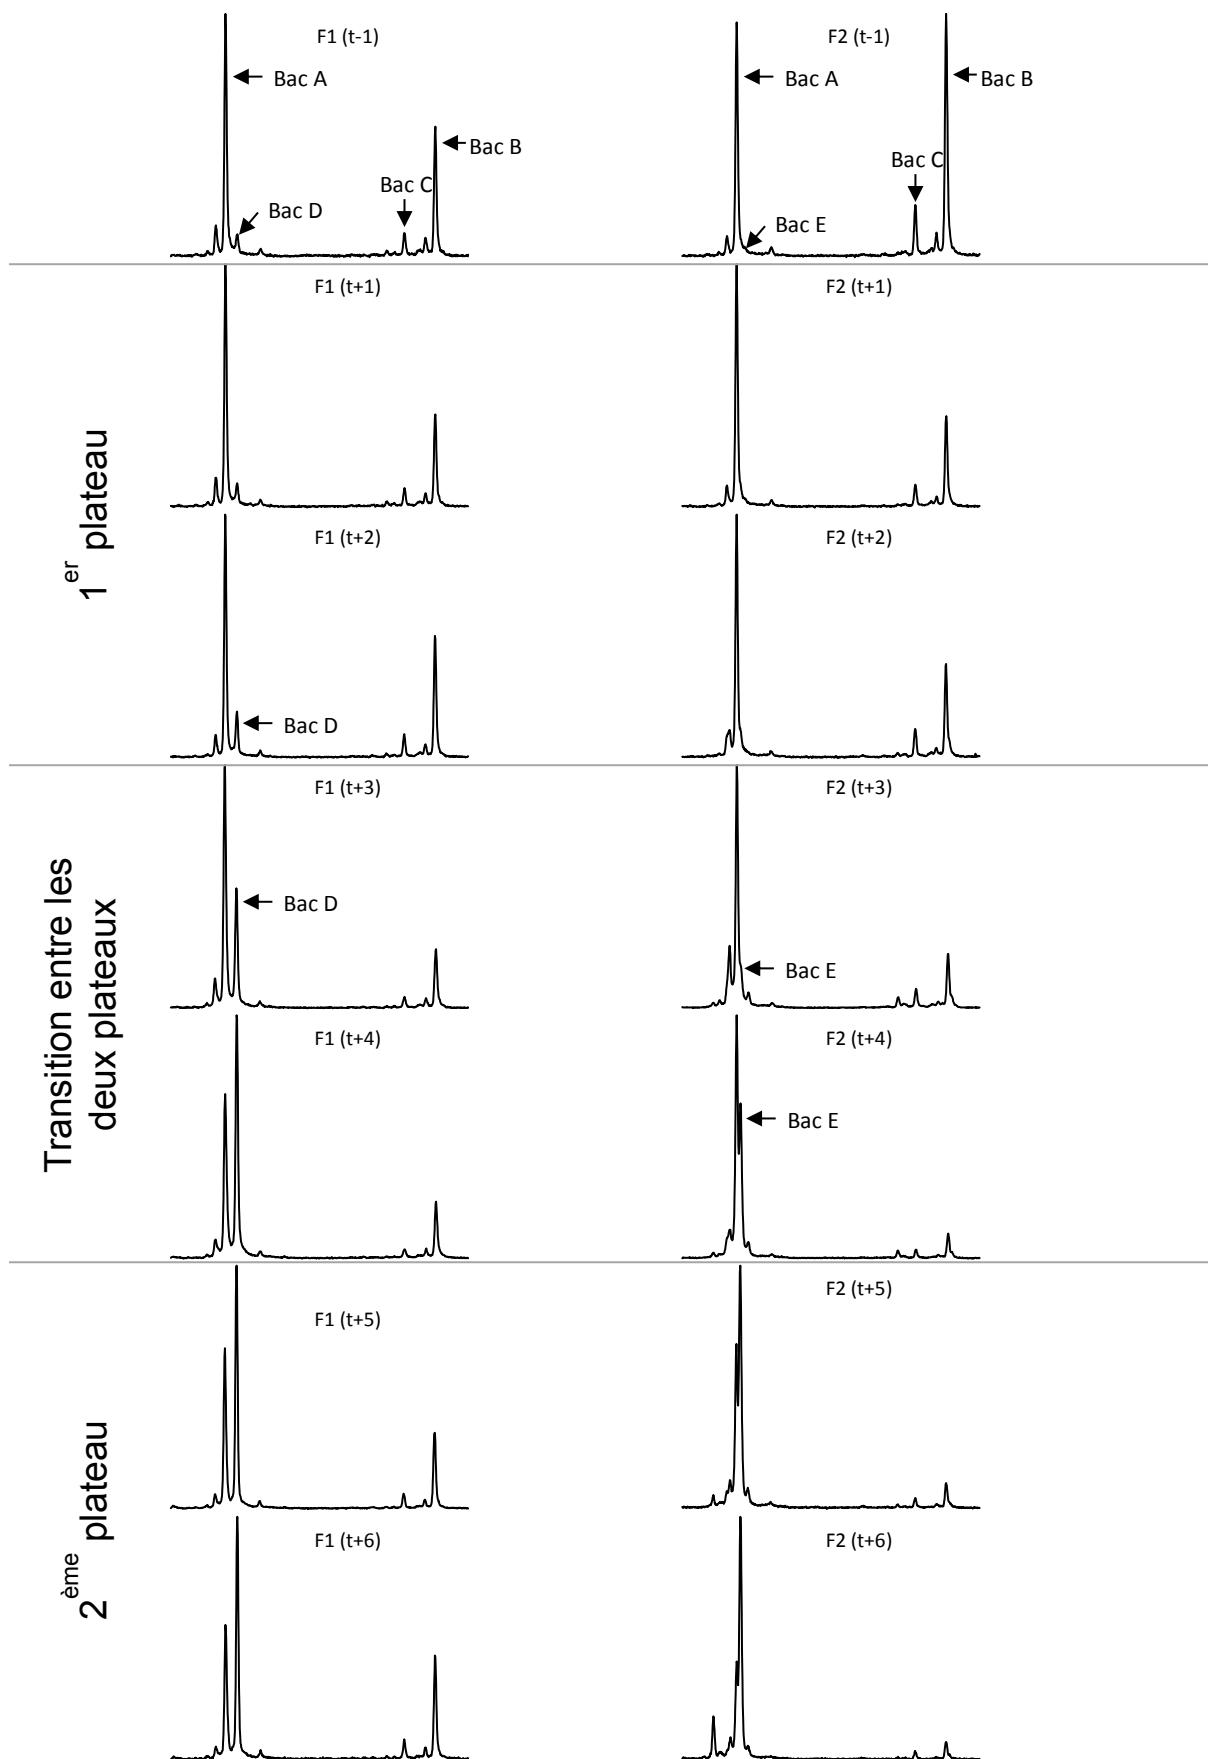 F1 (t-1)
F2 (t-1)
Bac A
Bac A
Bac B
Bac B
Bac C
Bac C
Bac D
Bac E
F1 (t+1)
F2 (t+1)
1er plateau
F1 (t+2)
F2 (t+2)
Bac D
F1 (t+3)
F2 (t+3)
Transition entre les
deux plateaux
Bac D
Bac E
F1 (t+4)
F2 (t+4)
Bac E
F1 (t+5)
F2 (t+5)
2ème plateau
F1 (t+6)
F2 (t+6)